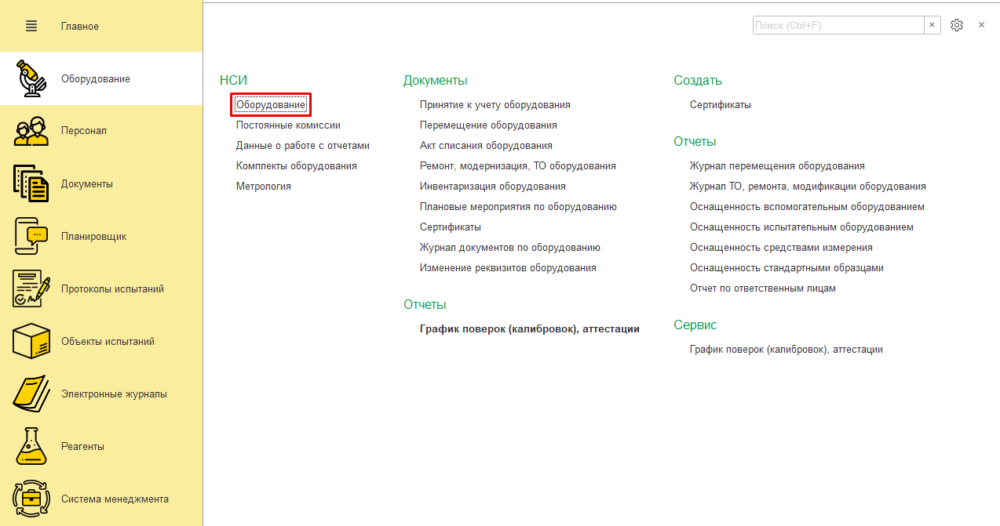 Главное
Оборудование
Персонал
Документы
Планировщик
Протоколы испытаний
Объекты испытаний
Электронные журналы
Реагенты
Система менеджмента
Поиск (Ctrl+F)
НСИ
Оборудование
Постоянные комиссии
Данные о работе с отчетами
Комплекты оборудования
Метрология
Документы
Принятие к учету оборудования
Перемещение оборудования
Акт списания оборудования
Ремонт, модернизация, ТО оборудования
Инвентаризация оборудования
Плановые мероприятия по оборудованию
Сертификаты
Журнал документов по оборудованию
Изменение реквизитов оборудования
Отчеты
График поверок (калибровок), аттестации
Создать
Сертификаты
Отчеты
Журнал перемещения оборудования
Журнал ТО, ремонта, модификации оборудования
Оснащенность вспомогательным оборудованием
Оснащенность испытательным оборудованием
Оснащенность средствами измерения
Оснащенность стандартными образцами
Отчет по ответственным лицам
Сервис
График поверок (калибровок), аттестации